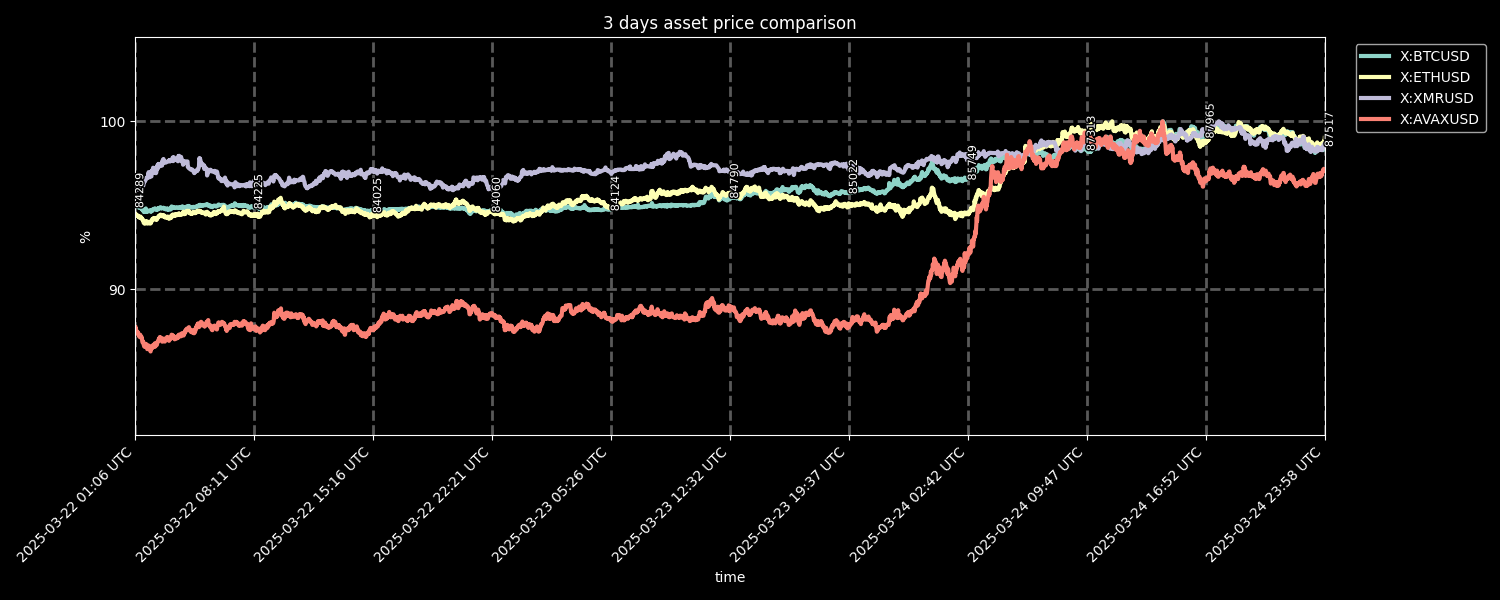 3 days asset price comparison
X:BTCUSD
X:ETHUSD
X:XMRUSD
X:AVAXUSD
100
90
%
84289
84225
84025
84060
84124
84790
85022
85749
87313
87965
87517
2025-03-22 01:06 UTC
2025-03-22 08:11 UTC
2025-03-22 15:16 UTC
2025-03-22 22:21 UTC
2025-03-23 05:26 UTC
2025-03-23 12:32 UTC
2025-03-23 19:37 UTC
2025-03-24 02:42 UTC
2025-03-24 09:47 UTC
2025-03-24 16:52 UTC
2025-03-24 23:58 UTC
time